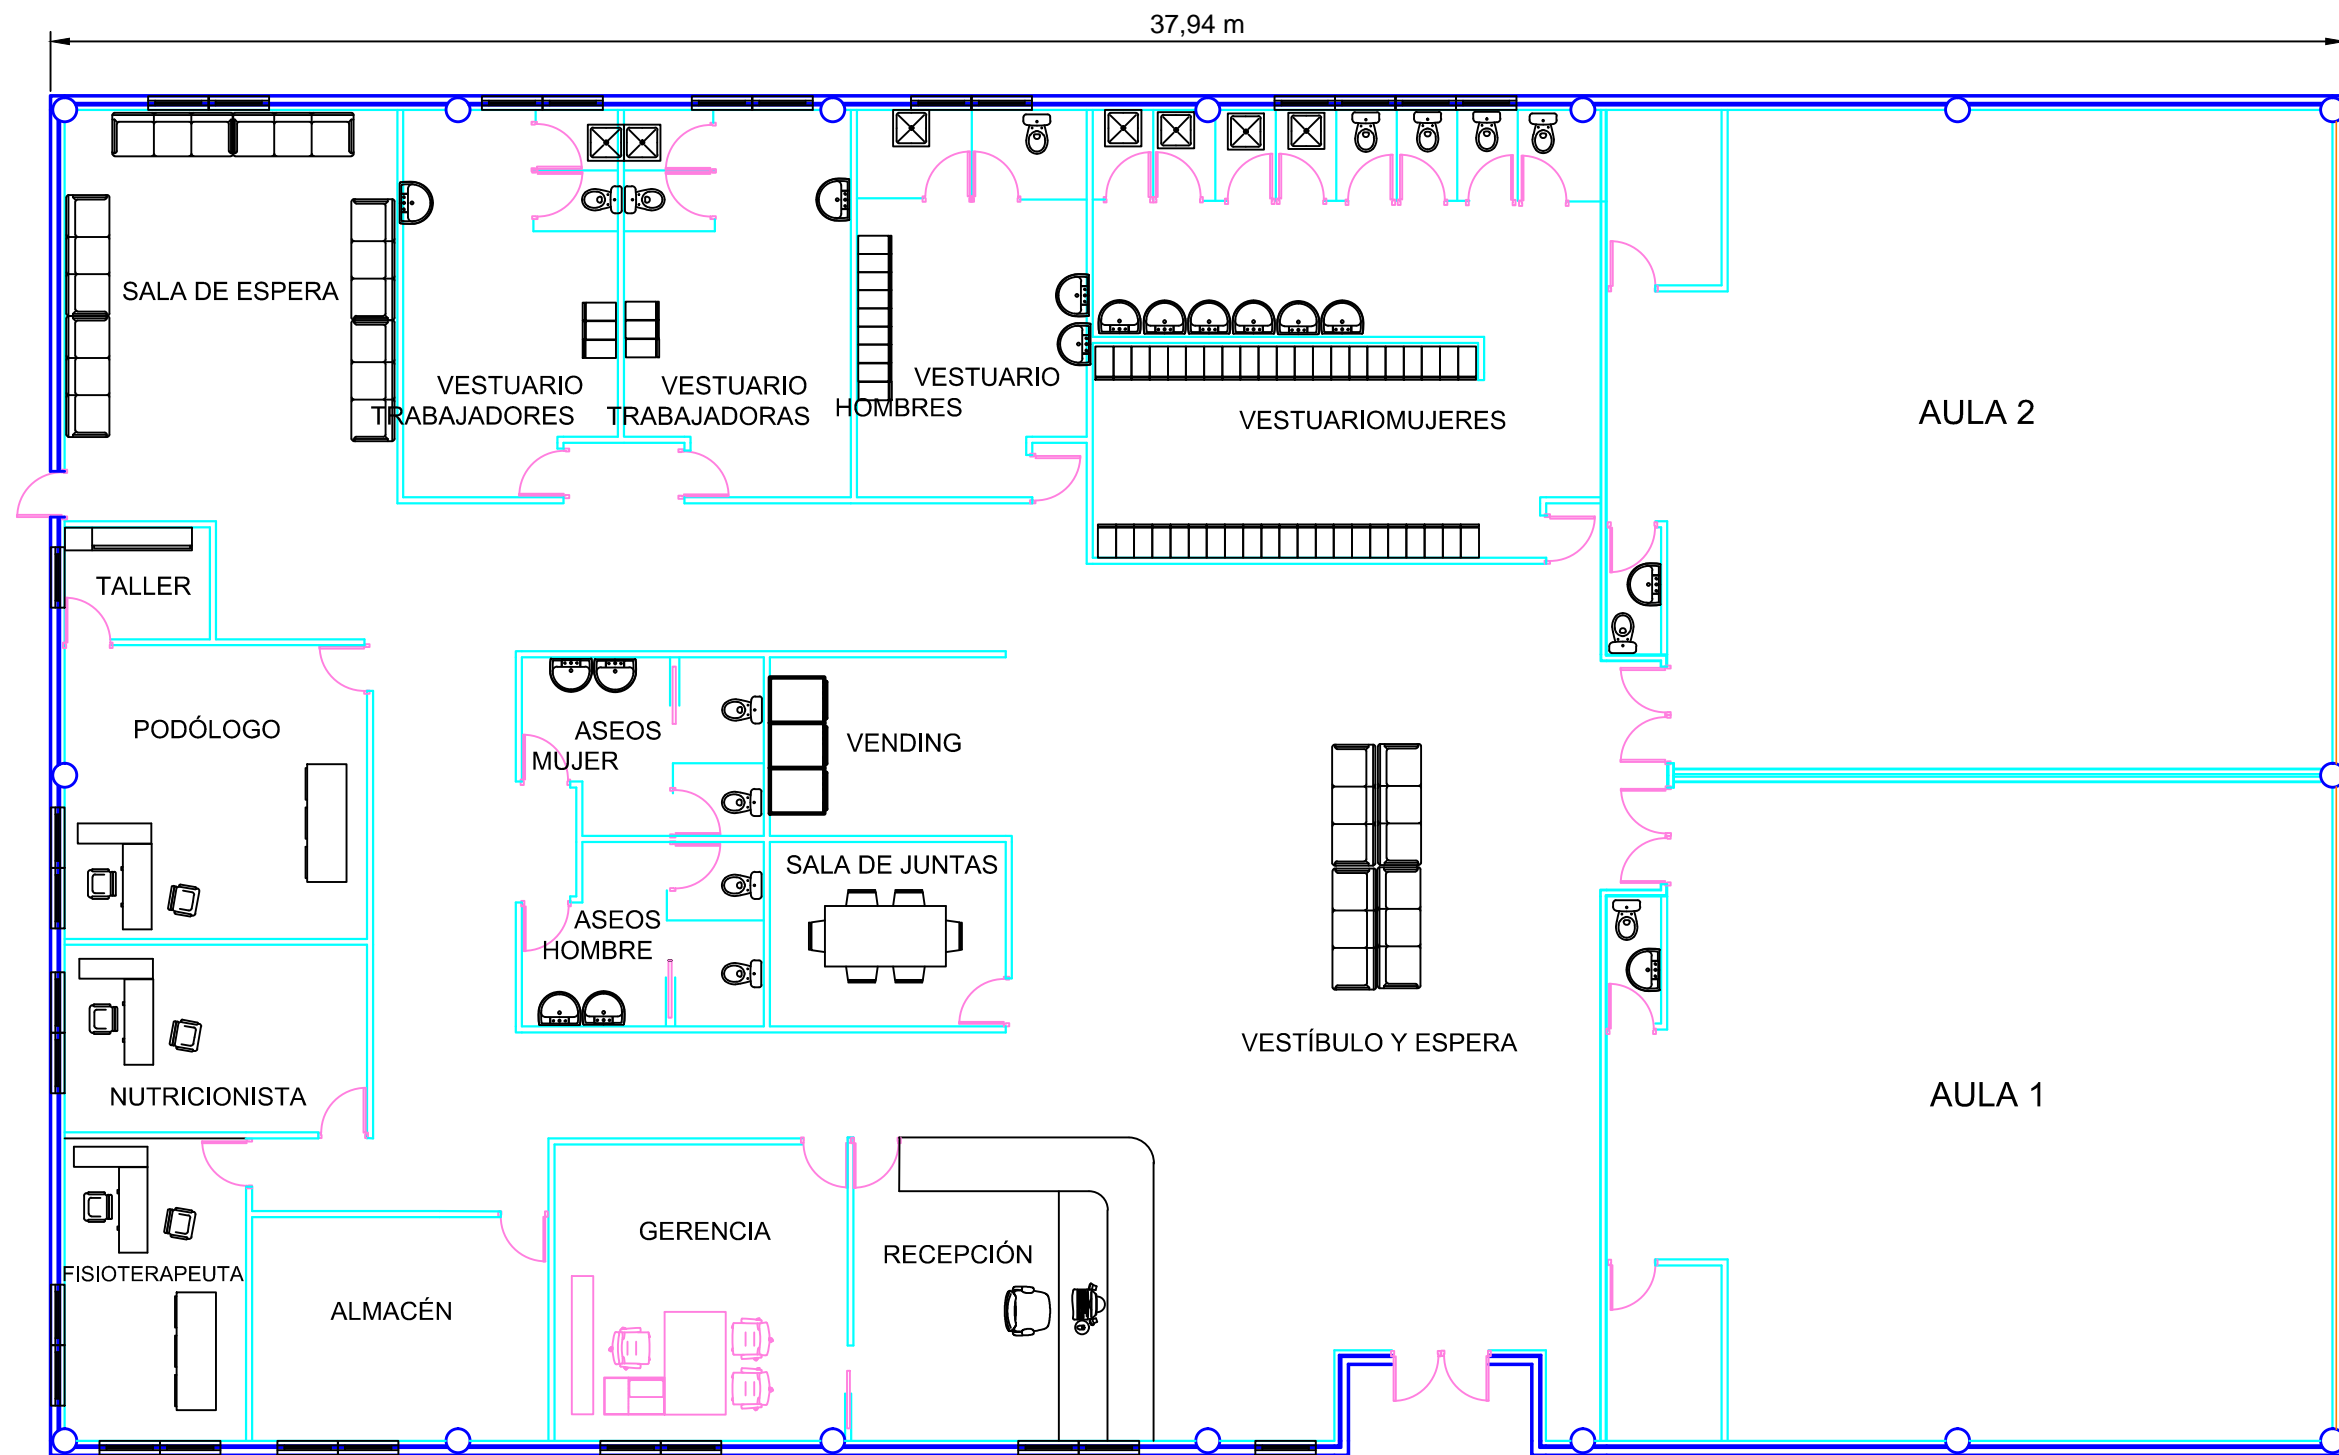 37,94 m
SALA DE ESPERA
VESTUARIO
TRABAJADORES
VESTUARIO
TRABAJADORAS
VESTUARIO
HOMBRES
VESTUARIOMUJERES
AULA 2
TALLER
PODÓLOGO
ASEOS
MUJER
VENDING
SALA DE JUNTAS
ASEOS
HOMBRE
VESTÍBULO Y ESPERA
NUTRICIONISTA
AULA 1
GERENCIA
RECEPCIÓN
FISIOTERAPEUTA
ALMACÉN